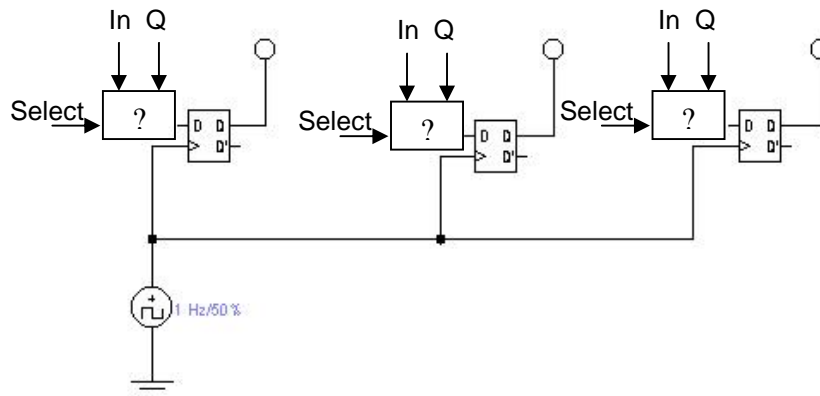 In Q
Select
?
D Q
Q'
In Q
Select
?
D Q
Q'
In Q
Select
?
D Q
Q'
1 Hz/50 %